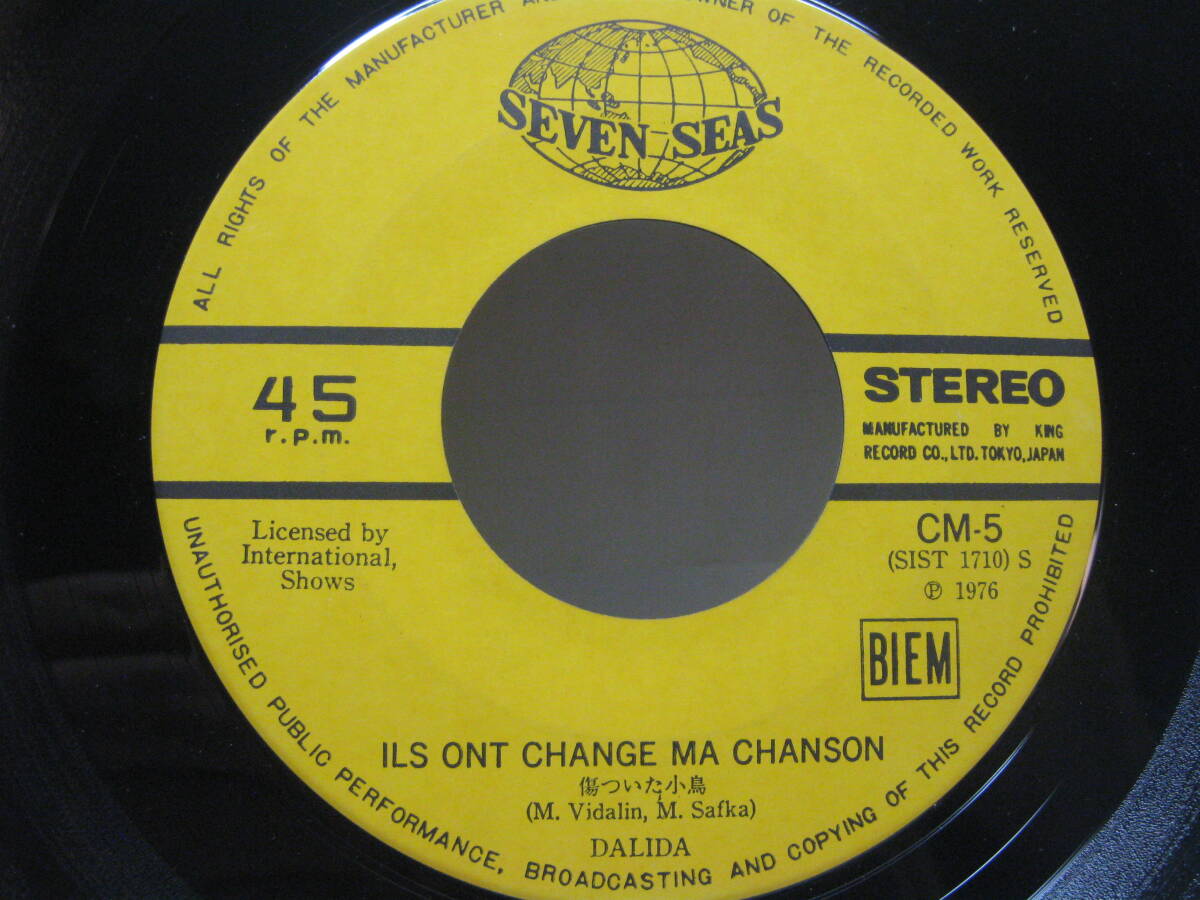 ALL RIGHTS OF THE MANUFACTURER OWNER OF THE RECORDED WORK RESERVED
SEVEN SEAS
45
r.p.m.
STEREO
MANUFACTURED BY KING
RECORD CO., LTD. TOKYO, JAPAN
Licensed by
International,
Shows
CM-5
(SIST 1710) S
Ⓟ 1976
BIEM
ILS ONT CHANGE MA CHANSON
傷ついた小鳥
(M. Vidalin, M. Safka)
DALIDA
UNAUTHORISED PUBLIC PERFORMANCE, BROADCASTING AND COPYING OF THIS RECORD PROHIBITED